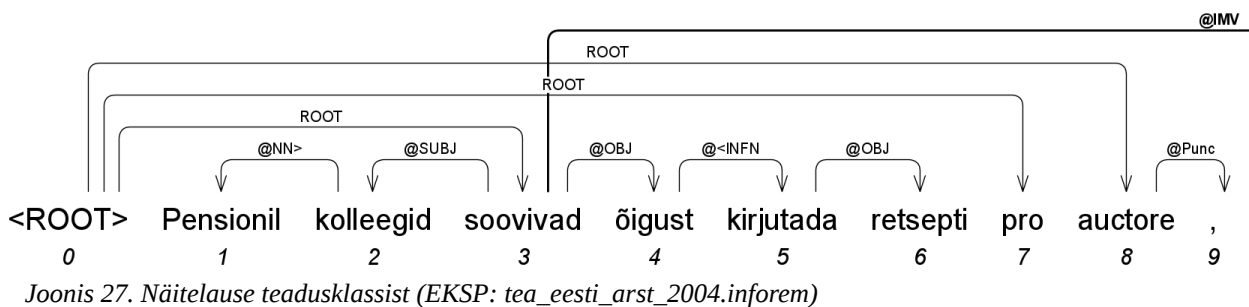 @IMV
ROOT
ROOT
ROOT
@NN> @SUBJ @OBJ @<INFN @OBJ @Punc
<ROOT> Pensionil kolleegid soovivad õigust kirjutada retsepti pro auctore ,
0 1 2 3 4 5 6 7 8 9
Joonis 27. Näitelause teadusklassist (EKSP: tea_eesti_arst_2004.inforem)